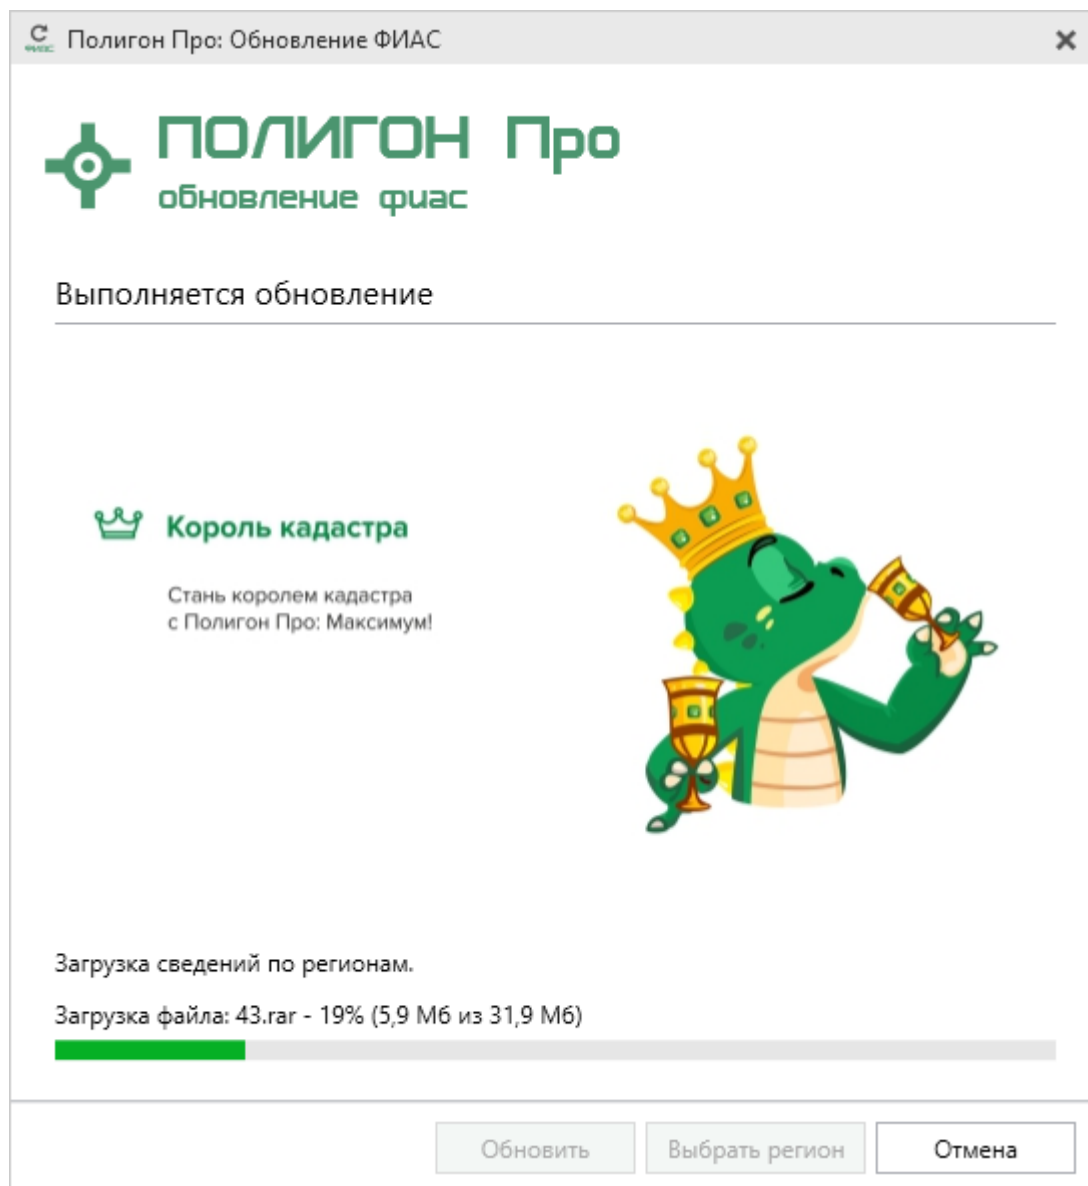 ФИАС Полигон Про: Обновление ФИАС
ПОЛИГОН Про
обновление фиас
Выполняется обновление
Король кадастра
Стань королем кадастра
с Полигон Про: Максимум!
Загрузка сведений по регионам.
Загрузка файла: 43.rar - 19% (5,9 Мб из 31,9 Мб)
Обновить Выбрать регион Отмена